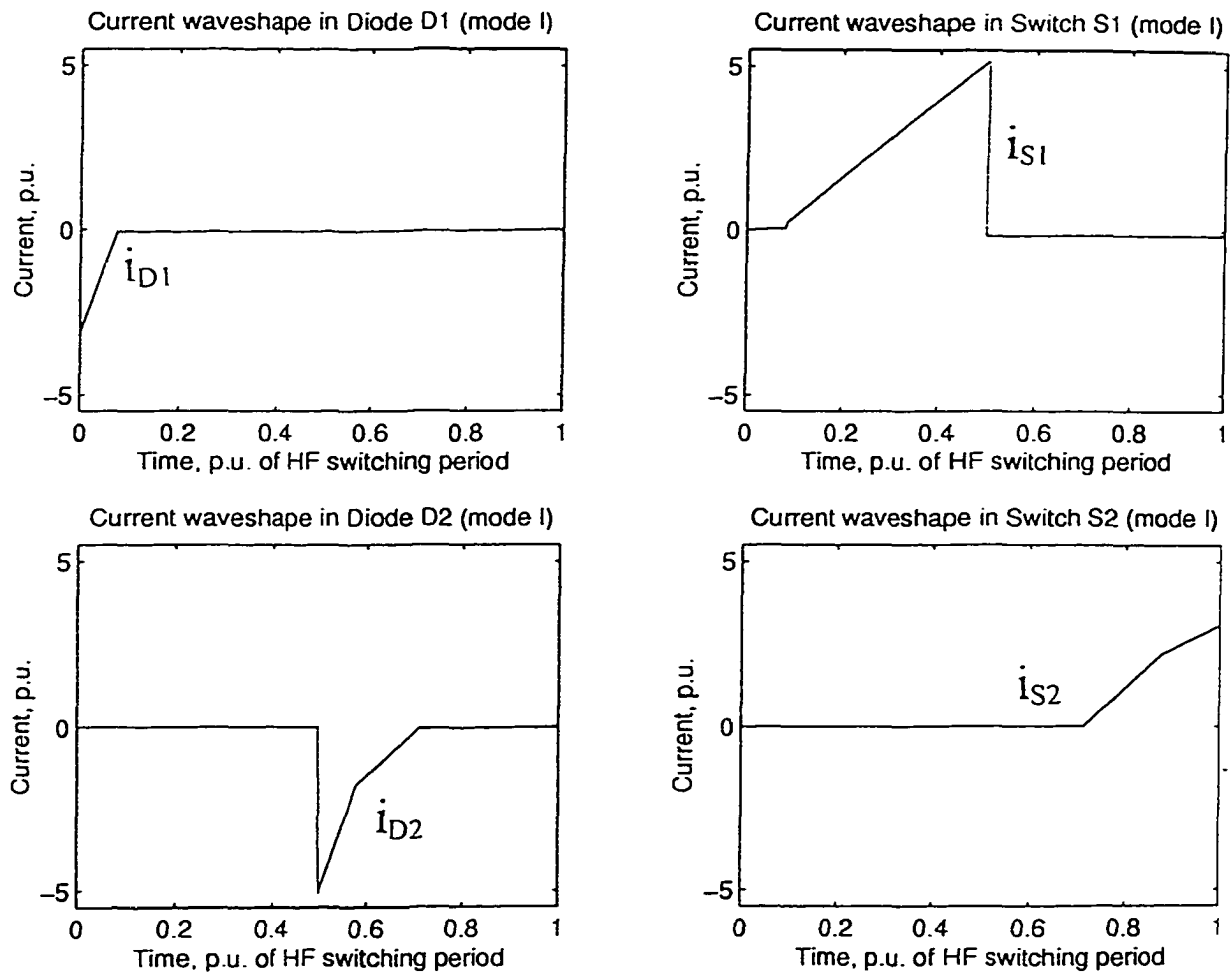 Current waveshape in Diode D1 (mode I)
Current, p.u.
5
0
−5
iD1
0 0.2 0.4 0.6 0.8 1
Time, p.u. of HF switching period
Current waveshape in Switch S1 (mode I)
Current, p.u.
5
0
−5
iS1
0 0.2 0.4 0.6 0.8 1
Time, p.u. of HF switching period
Current waveshape in Diode D2 (mode I)
Current, p.u.
5
0
−5
iD2
0 0.2 0.4 0.6 0.8 1
Time, p.u. of HF switching period
Current waveshape in Switch S2 (mode I)
Current, p.u.
5
0
−5
iS2
0 0.2 0.4 0.6 0.8 1
Time, p.u. of HF switching period